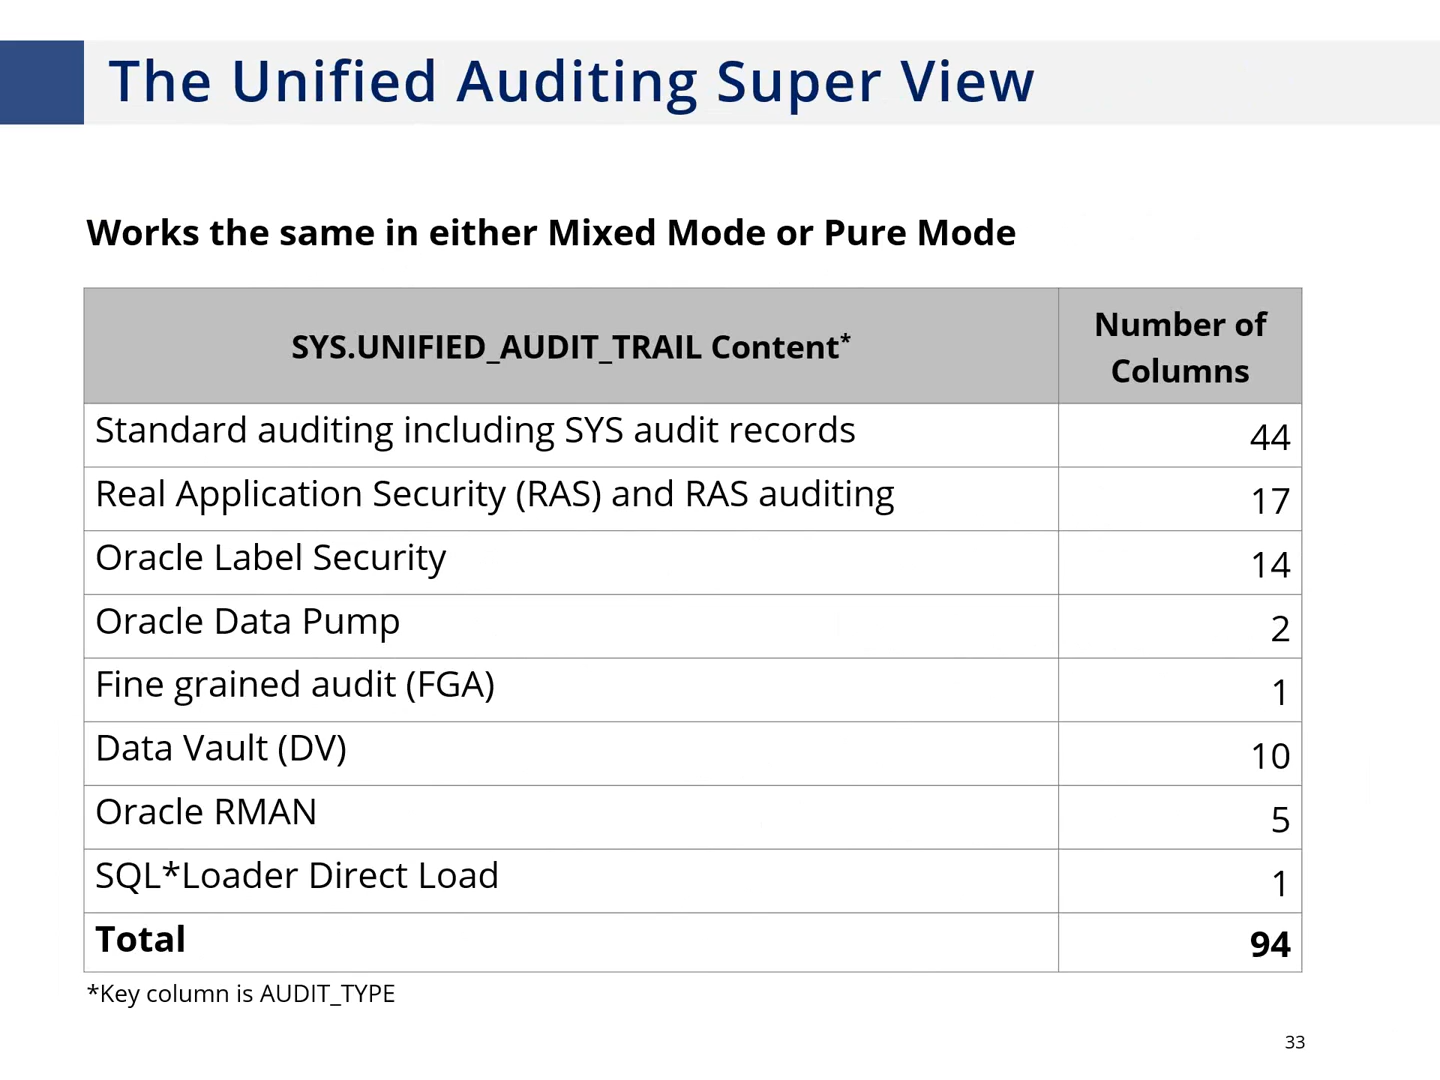 The Unified Auditing Super View
Works the same in either Mixed Mode or Pure Mode
SYS.UNIFIED_AUDIT_TRAIL Content*
Number of
Columns
Standard auditing including SYS audit records
44
Real Application Security (RAS) and RAS auditing
17
Oracle Label Security
14
Oracle Data Pump
2
Fine grained audit (FGA)
1
Data Vault (DV)
10
Oracle RMAN
5
SQL*Loader Direct Load
1
Total
94
*Key column is AUDIT_TYPE
33